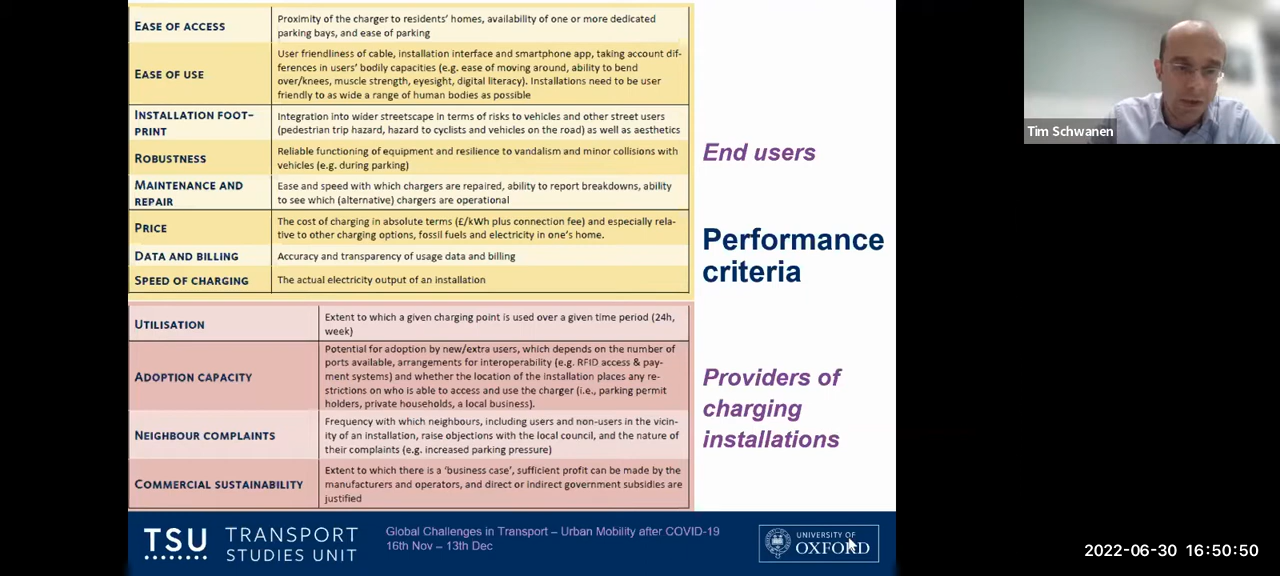 EASE OF ACCESS
Proximity of the charger to residents' homes, availability of one or more dedicated
parking bays, and ease of parking
EASE OF USE
User friendliness of cable, installation interface and smartphone app, taking account dif-
ferences in users' bodily capacities (e.g. ease of moving around, ability to bend
over/knees, muscle strength, eyesight, digital literacy). Installations need to be user
friendly to as wide a range of human bodies as possible
INSTALLATION FOOT-
PRINT
Integration into wider streetscape in terms of risks to vehicles and other street users
(pedestrian trip hazard, hazard to cyclists and vehicles on the road) as well as aesthetics
ROBUSTNESS
Reliable functioning of equipment and resilience to vandalism and minor collisions with
vehicles (e.g. during parking)
MAINTENANCE AND
REPAIR
Ease and speed with which chargers are repaired, ability to report breakdowns, ability
to see which (alternative) chargers are operational
PRICE
The cost of charging in absolute terms (£/kWh plus connection fee) and especially rela-
tive to other charging options, fossil fuels and electricity in one's home.
DATA AND BILLING
Accuracy and transparency of usage data and billing
SPEED OF CHARGING
The actual electricity output of an installation
End users
Performance
criteria
UTILISATION
Extent to which a given charging point is used over a given time period (24h,
week)
ADOPTION CAPACITY
Potential for adoption by new/extra users, which depends on the number of
ports available, arrangements for interoperability (e.g. RFID access & pay-
ment systems) and whether the location of the installation places any re-
strictions on who is able to access and use the charger (i.e., parking permit
holders, private households, a local business).
NEIGHBOUR COMPLAINTS
Frequency with which neighbours, including users and non-users in the vicin-
ity of an installation, raise objections with the local council, and the nature of
their complaints (e.g. increased parking pressure)
COMMERCIAL SUSTAINABILITY
Extent to which there is a 'business case', sufficient profit can be made by the
manufacturers and operators, and direct or indirect government subsidies are
justified
Providers of
charging
installations
TSU
TRANSPORT
STUDIES UNIT
Global Challenges in Transport – Urban Mobility after COVID-19
16th Nov – 13th Dec
UNIVERSITY OF
OXFORD
Tim Schwanen
2022-06-30 16:50:50